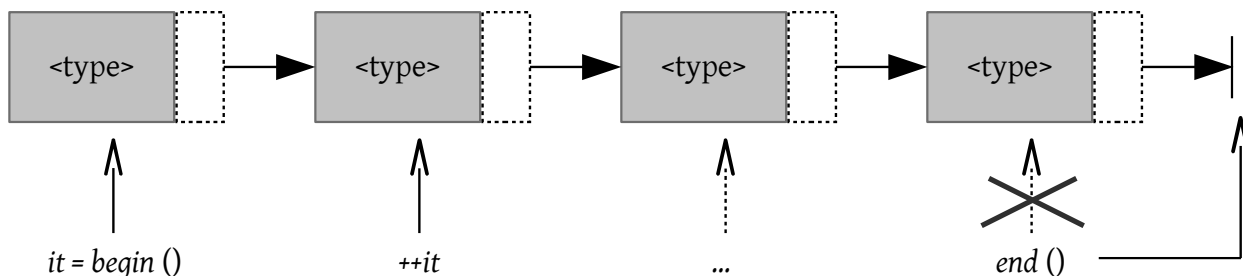 <type> <type> <type> <type>
it = begin () ++it ... end ()